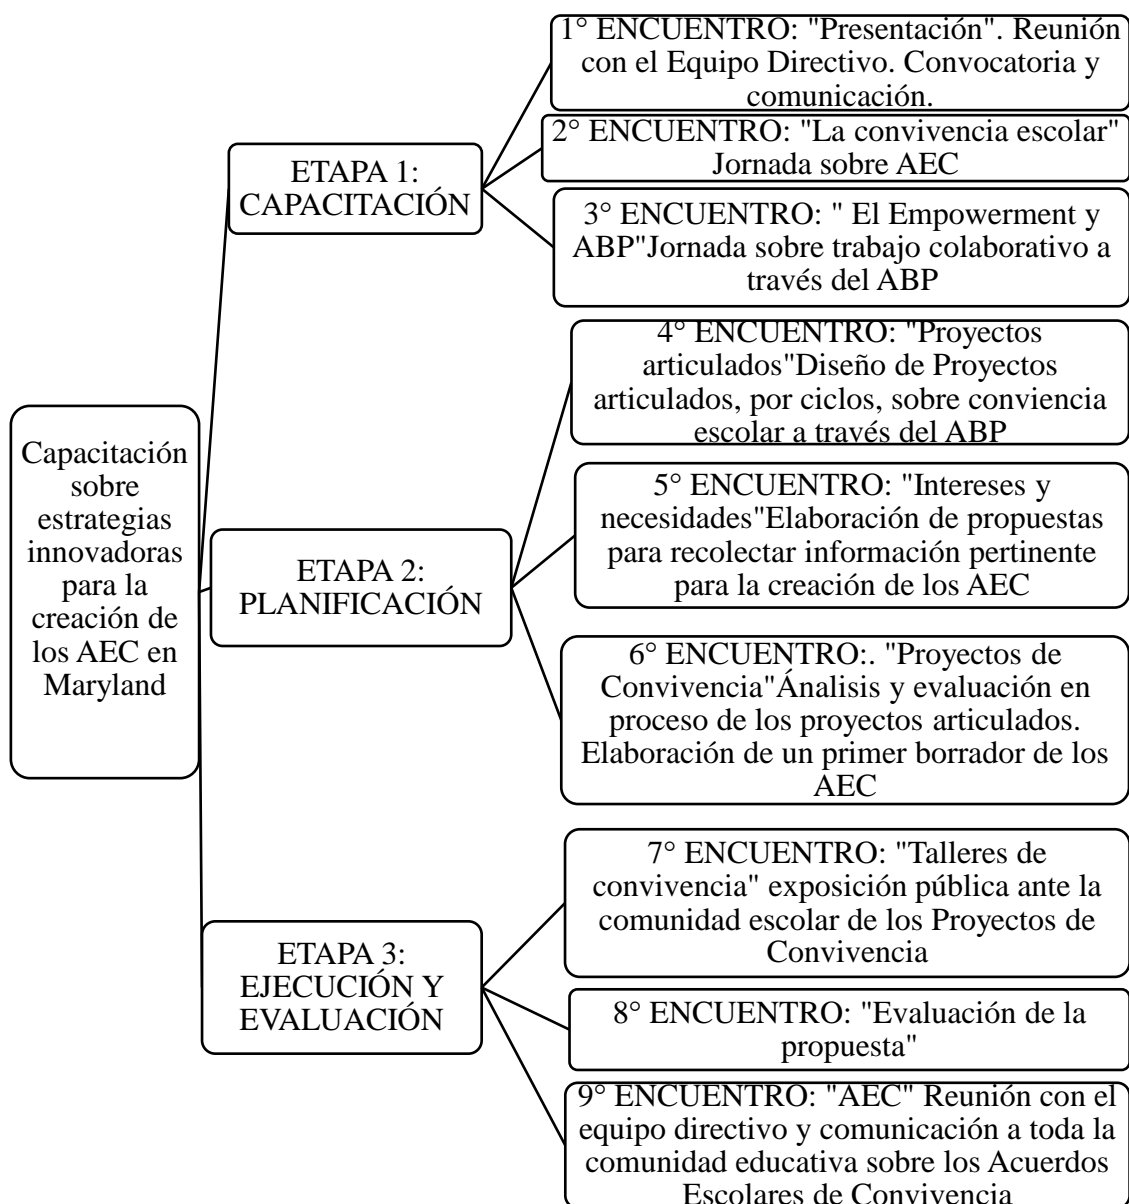 Capacitación
sobre
estrategias
innovadoras
para la
creación de
los AEC en
Maryland
ETAPA 1:
CAPACITACIÓN
1° ENCUENTRO: "Presentación". Reunión
con el Equipo Directivo. Convocatoria y
comunicación.
2° ENCUENTRO: "La convivencia escolar"
Jornada sobre AEC
3° ENCUENTRO: " El Empowerment y
ABP"Jornada sobre trabajo colaborativo a
través del ABP
ETAPA 2:
PLANIFICACIÓN
4° ENCUENTRO: "Proyectos
articulados"Diseño de Proyectos
articulados, por ciclos, sobre conviencia
escolar a través del ABP
5° ENCUENTRO: "Intereses y
necesidades"Elaboración de propuestas
para recolectar información pertinente
para la creación de los AEC
6° ENCUENTRO:. "Proyectos de
Convivencia"Ánalisis y evaluación en
proceso de los proyectos articulados.
Elaboración de un primer borrador de los
AEC
ETAPA 3:
EJECUCIÓN Y
EVALUACIÓN
7° ENCUENTRO: "Talleres de
convivencia" exposición pública ante la
comunidad escolar de los Proyectos de
Convivencia
8° ENCUENTRO: "Evaluación de la
propuesta"
9° ENCUENTRO: "AEC" Reunión con el
equipo directivo y comunicación a toda la
comunidad educativa sobre los Acuerdos
Escolares de Convivencia